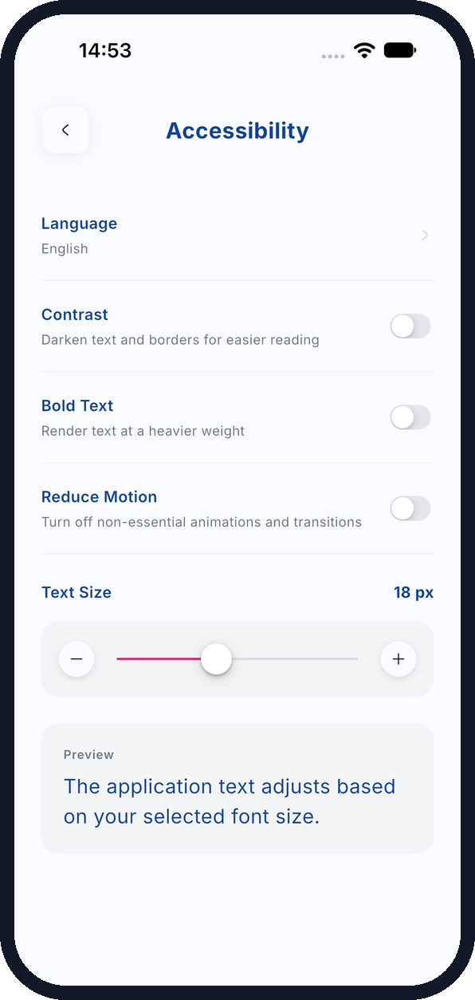 14:53
Accessibility
Language
English
Contrast
Darken text and borders for easier reading
Bold Text
Render text at a heavier weight
Reduce Motion
Turn off non-essential animations and transitions
Text Size
18 px
Preview
The application text adjusts based
on your selected font size.